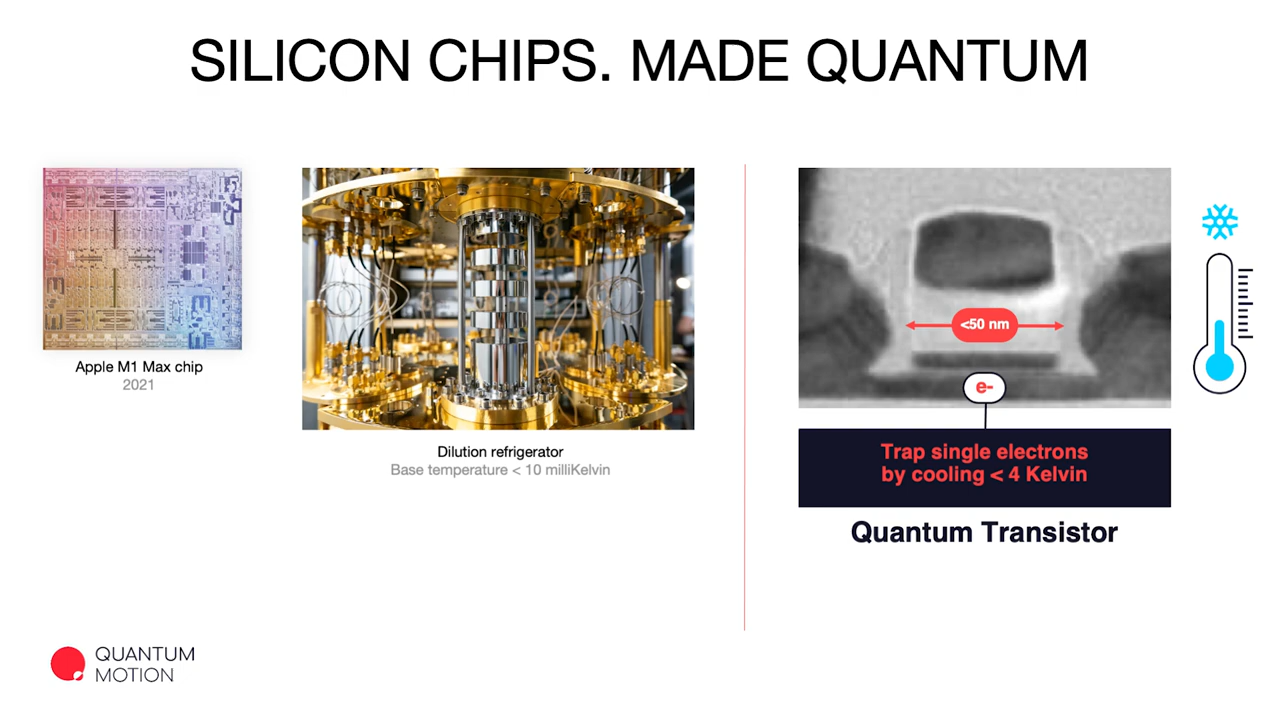 SILICON CHIPS. MADE QUANTUM
Apple M1 Max chip
2021
Dilution refrigerator
Base temperature < 10 milliKelvin
<50 nm
e-
Trap single electrons
by cooling < 4 Kelvin
Quantum Transistor
QUANTUM
MOTION